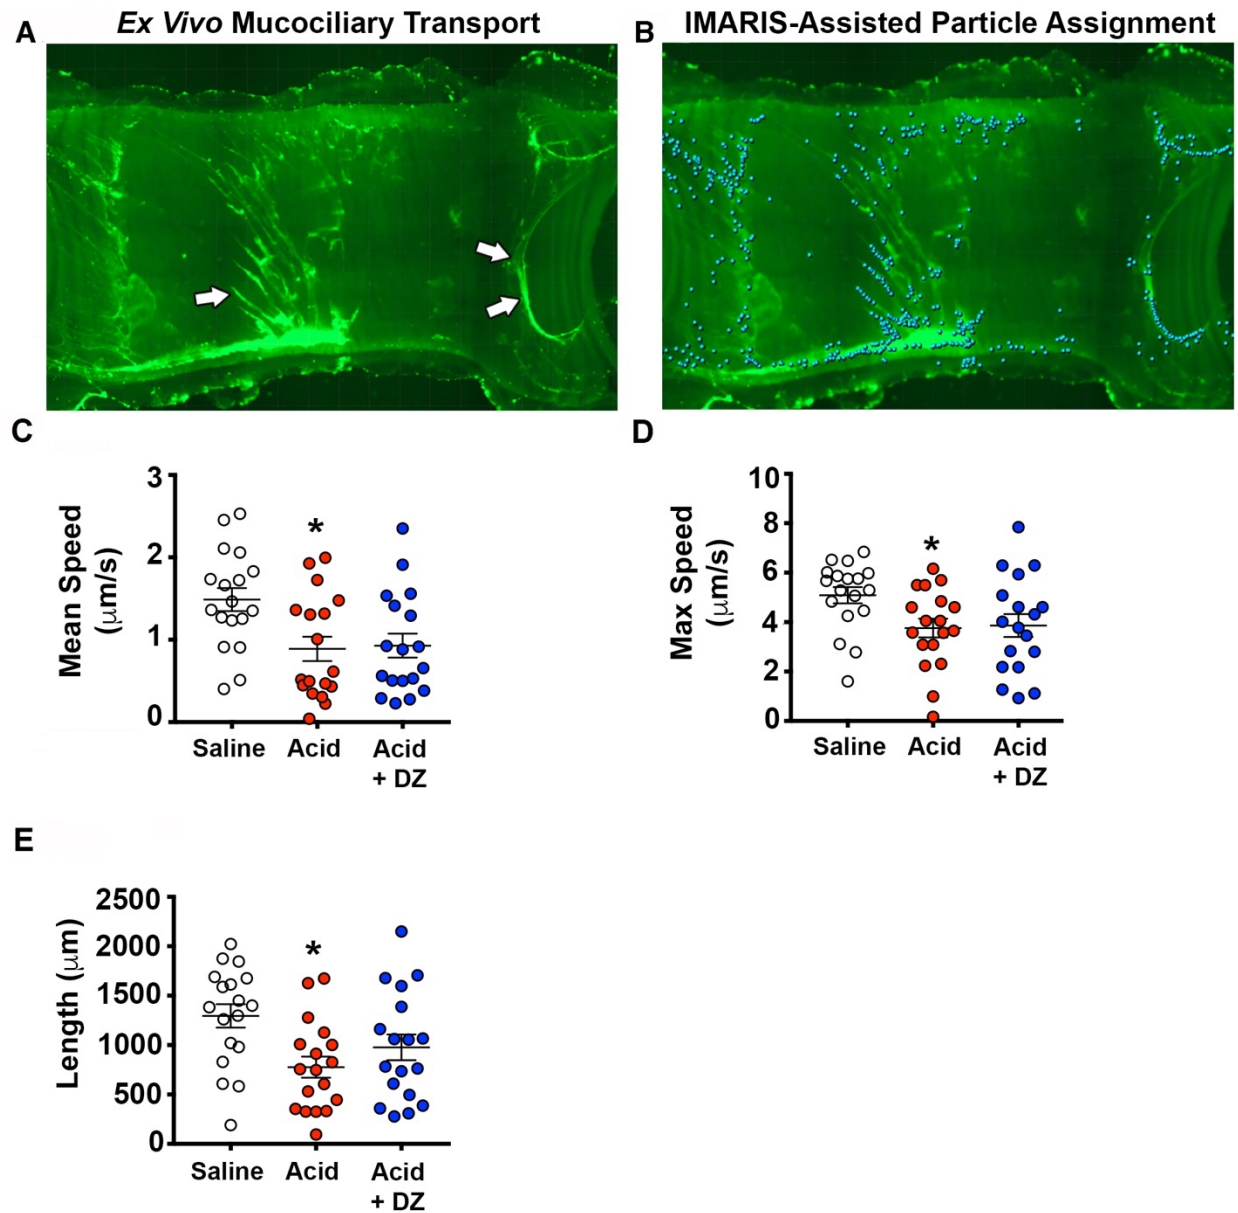 A
Ex Vivo Mucociliary Transport
B
IMARIS-Assisted Particle Assignment
C
Mean Speed
(μm/s)
3
2
1
0
*
Saline
Acid
Acid
+ DZ
D
Max Speed
(μm/s)
10
8
6
4
2
0
*
Saline
Acid
Acid
+ DZ
E
Length (μm)
2500
2000
1500
1000
500
0
*
Saline
Acid
Acid
+ DZ